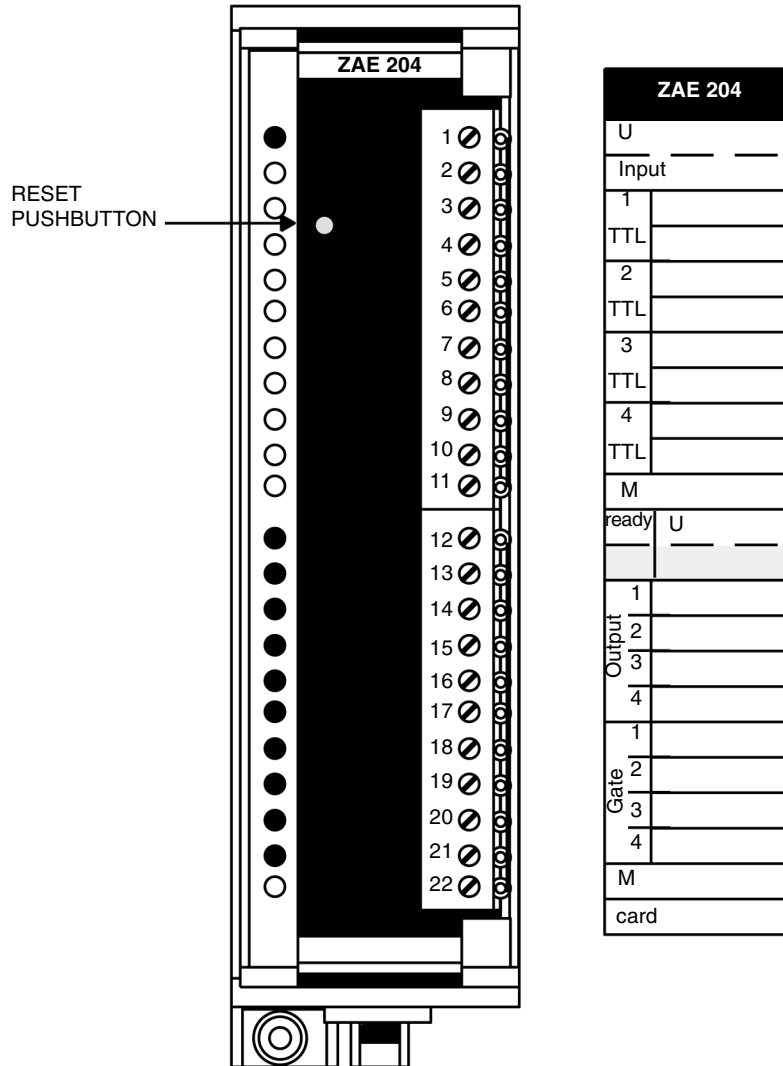 ZAE 204
RESET
PUSHBUTTON
1
2
3
4
5
6
7
8
9
10
11
12
13
14
15
16
17
18
19
20
21
22
ZAE 204
U
Input
1
TTL
2
TTL
3
TTL
4
TTL
M
ready U
Output
1
2
3
4
Gate
1
2
3
4
M
card